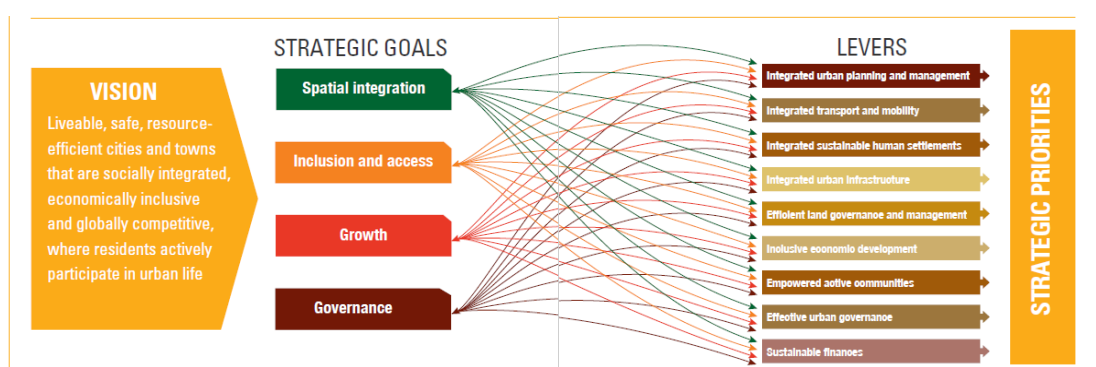 VISION
Liveable, safe, resource-
efficient cities and towns
that are socially integrated,
economically inclusive
and globally competitive,
where residents actively
participate in urban life
STRATEGIC GOALS
Spatial integration
Inclusion and access
Growth
Governance
LEVERS
Integrated urban planning and management
Integrated transport and mobility
Integrated sustainable human settlements
Integrated urban infrastructure
Efficient land governance and management
Inclusive economic development
Empowered active communities
Effective urban governance
Sustainable finances
STRATEGIC PRIORITIES